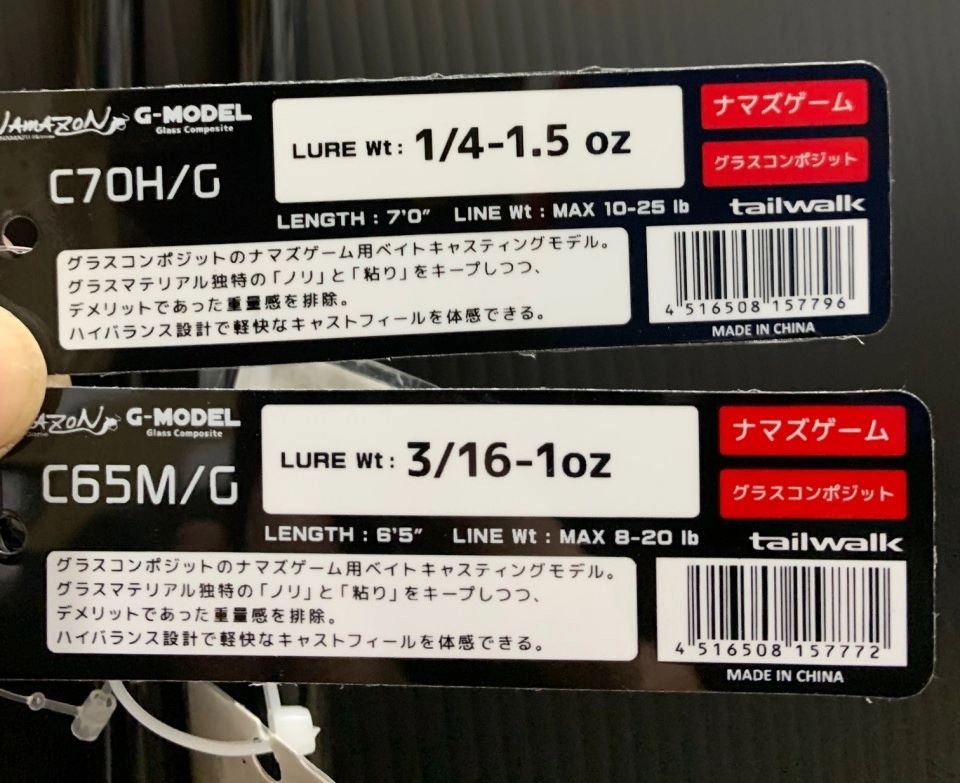 NAMAZON G-MODEL
Glass Composite
C70H/G
LURE Wt: 1/4-1.5 oz
ナマズゲーム
グラスコンポジット
LENGTH : 7'0" LINE Wt : MAX 10-25 lb
tailwalk
グラスコンポジットのナマズゲーム用ベイトキャスティングモデル。
グラスマテリアル独特の「ノリ」と「粘り」をキープしつつ、
デメリットであった重量感を排除。
ハイバランス設計で軽快なキャストフィールを体感できる。
4 516508 157796
MADE IN CHINA
AZON G-MODEL
Glass Composite
C65M/G
LURE Wt: 3/16-1oz
ナマズゲーム
グラスコンポジット
LENGTH : 6'5" LINE Wt : MAX 8-20 lb
tailwalk
グラスコンポジットのナマズゲーム用ベイトキャスティングモデル。
グラスマテリアル独特の「ノリ」と「粘り」をキープしつつ、
デメリットであった重量感を排除。
ハイバランス設計で軽快なキャストフィールを体感できる。
4 516508 157772
MADE IN CHINA